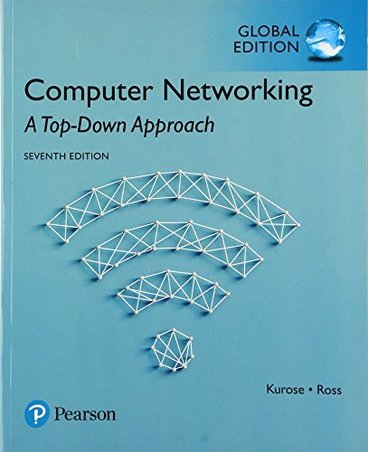 GLOBAL
EDITION
Computer Networking
A Top-Down Approach
SEVENTH EDITION
Kurose • Ross
P Pearson